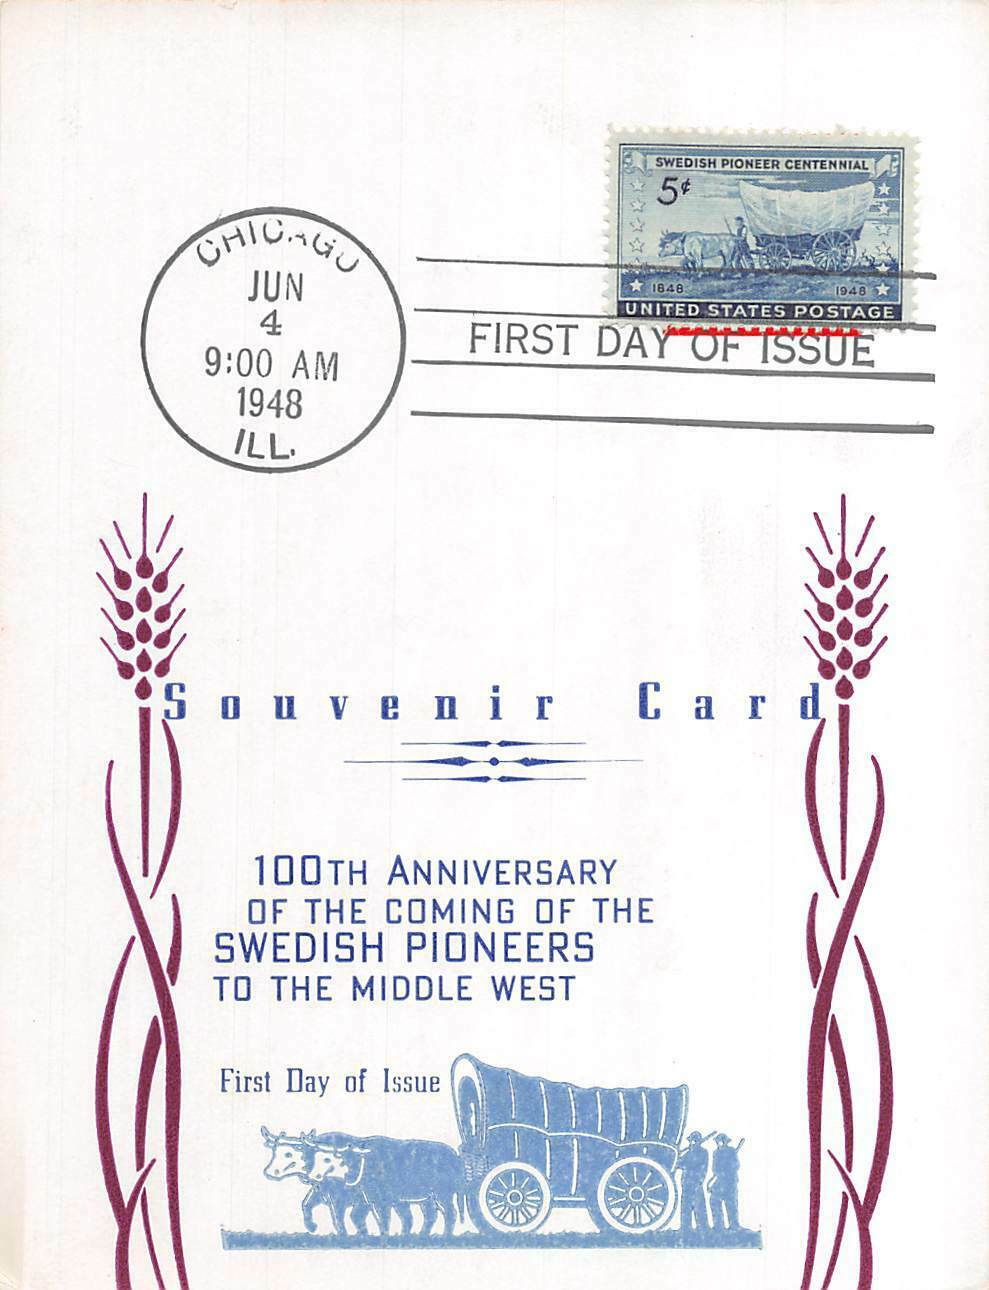 SWEDISH PIONEER CENTENNIAL
5¢
1848 1948
UNITED STATES POSTAGE
CHICAGO
JUN
4
9:00 AM
1948
ILL.
FIRST DAY OF ISSUE
Souvenir Card
100TH ANNIVERSARY
OF THE COMING OF THE
SWEDISH PIONEERS
TO THE MIDDLE WEST
First Day of Issue